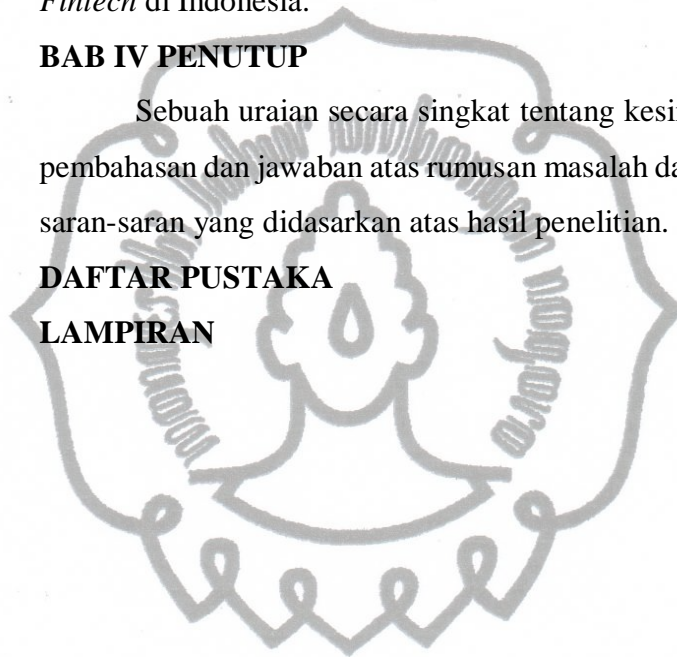 Fintech di Indonesia.
BAB IV PENUTUP
Sebuah uraian secara singkat tentang kesi
pembahasan dan jawaban atas rumusan masalah da
saran-saran yang didasarkan atas hasil penelitian.
DAFTAR PUSTAKA
LAMPIRAN